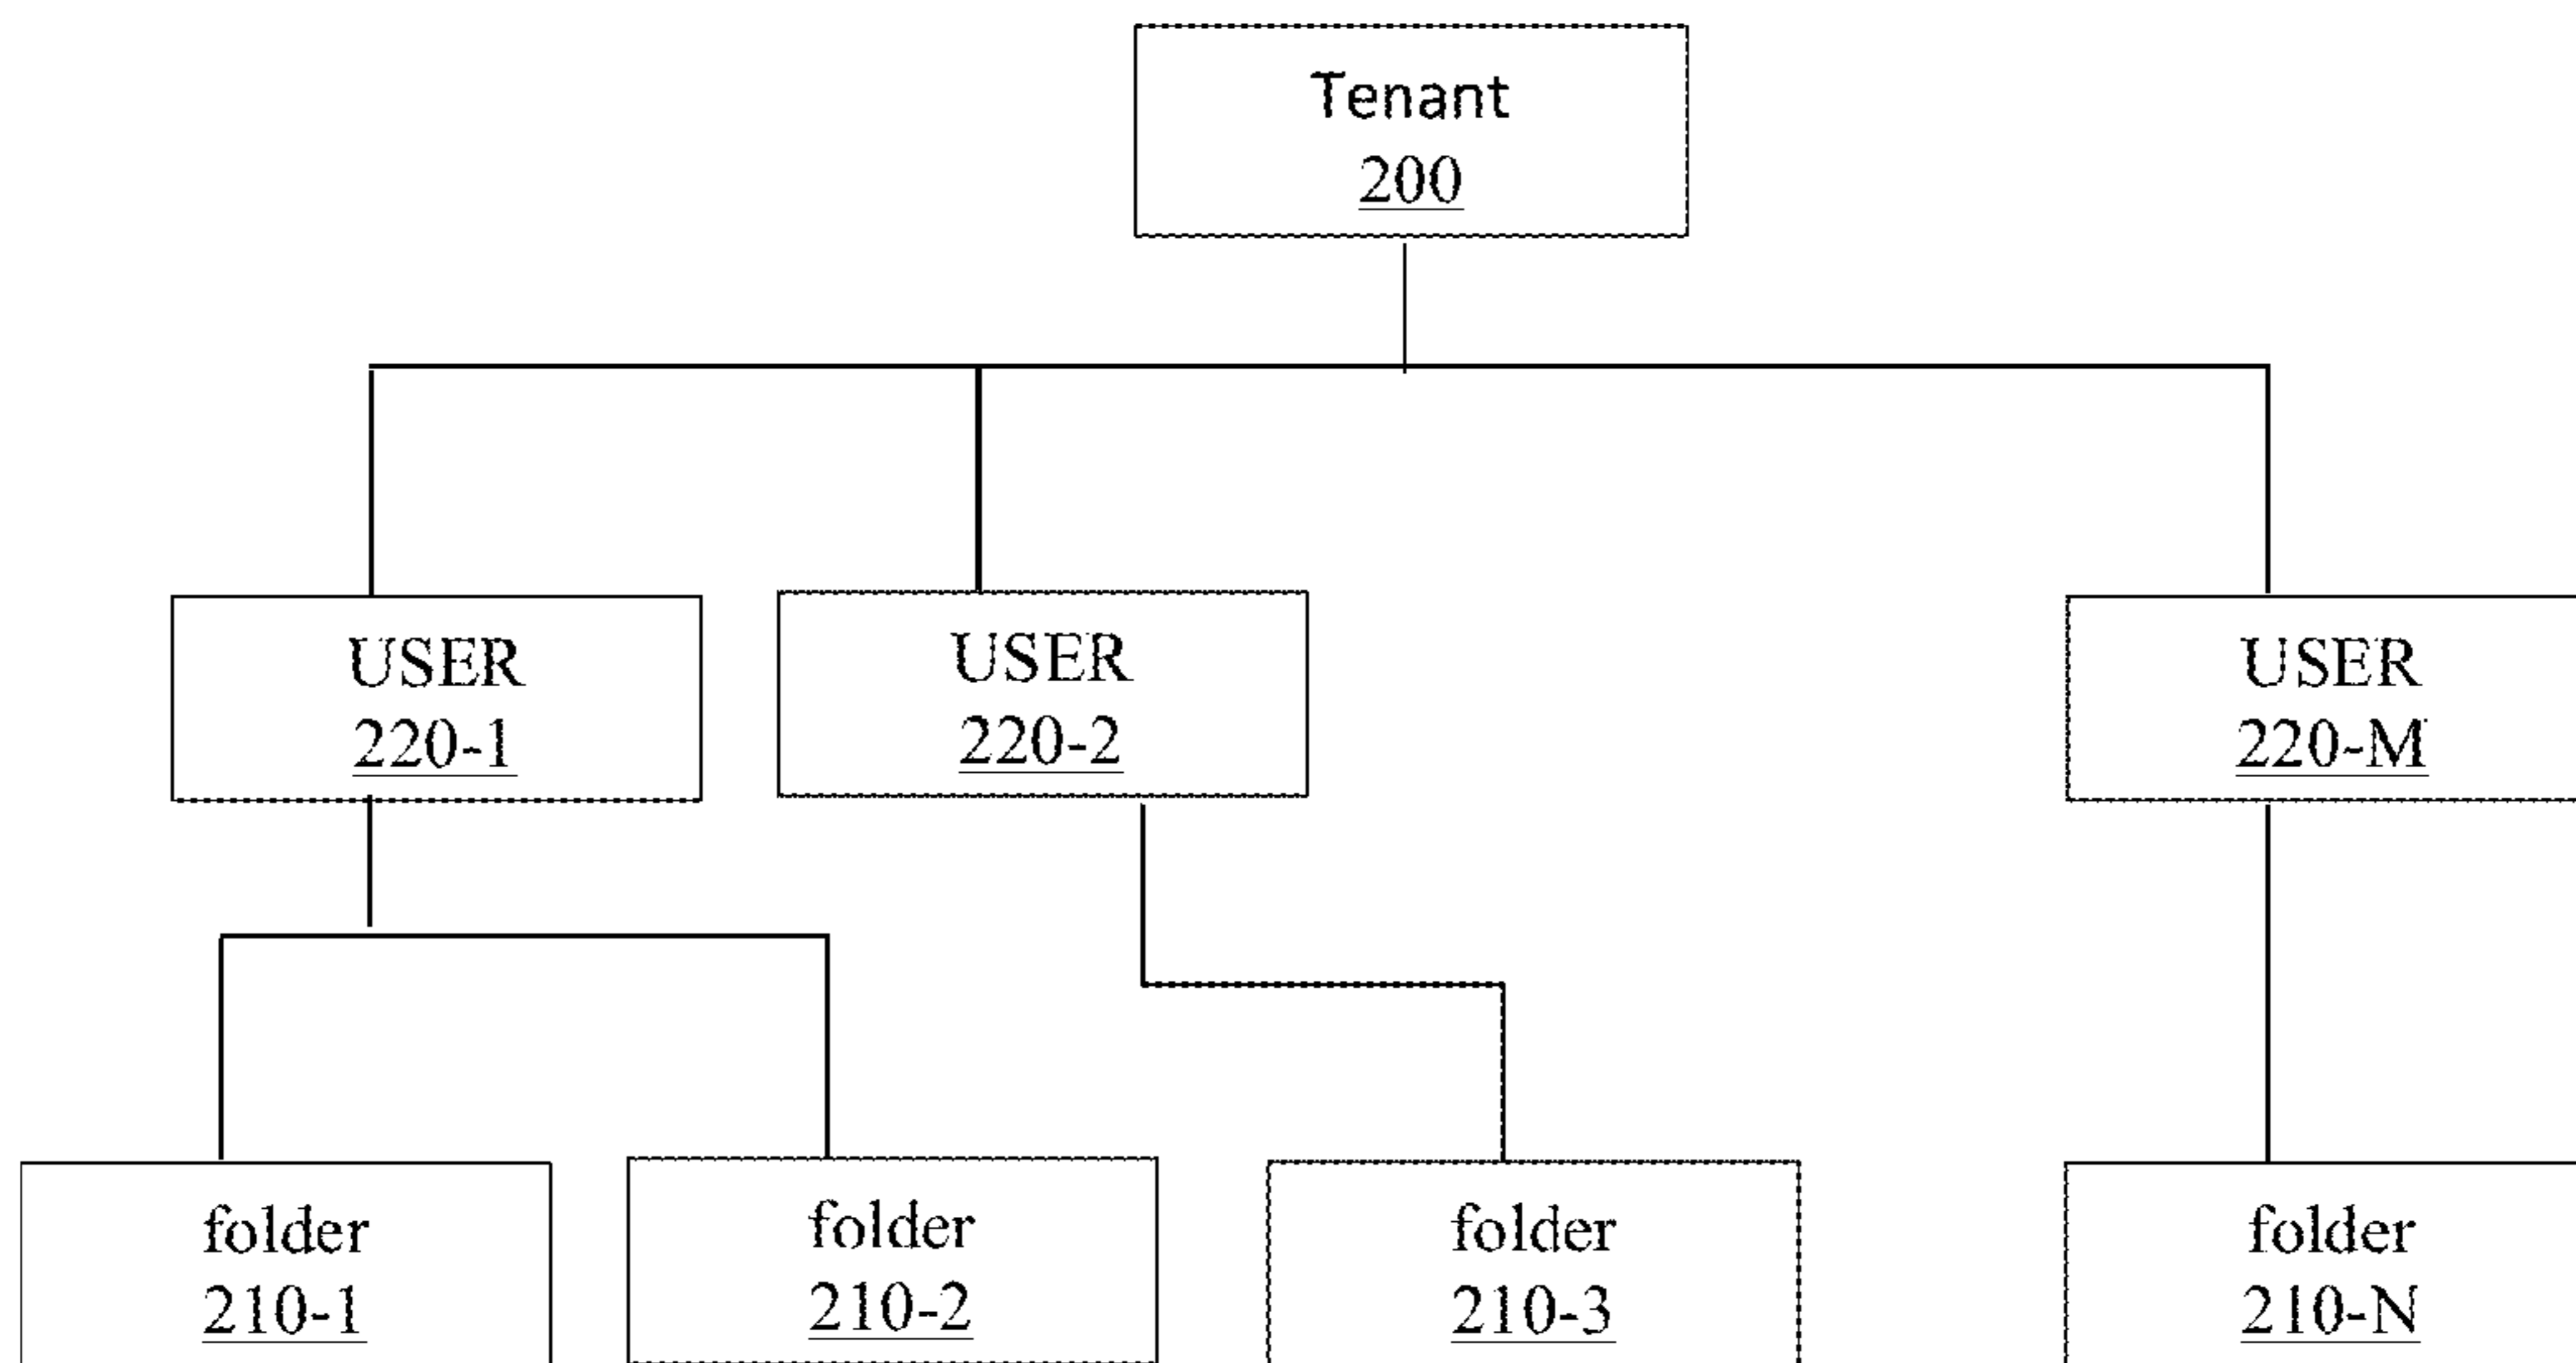 Tenant
200
USER
220-1
USER
220-2
USER
220-M
folder
210-1
folder
210-2
folder
210-3
folder
210-N